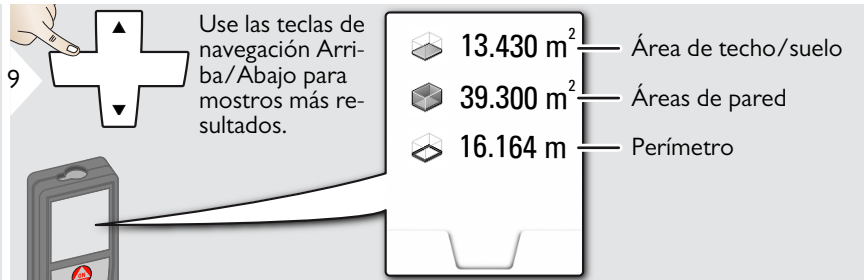 9
Use las teclas de
navegación Arri-
ba/Abajo para
mostros más re-
sultados.
13.430 m²
Área de techo/suelo
39.300 m²
Áreas de pared
16.164 m
Perímetro
ON